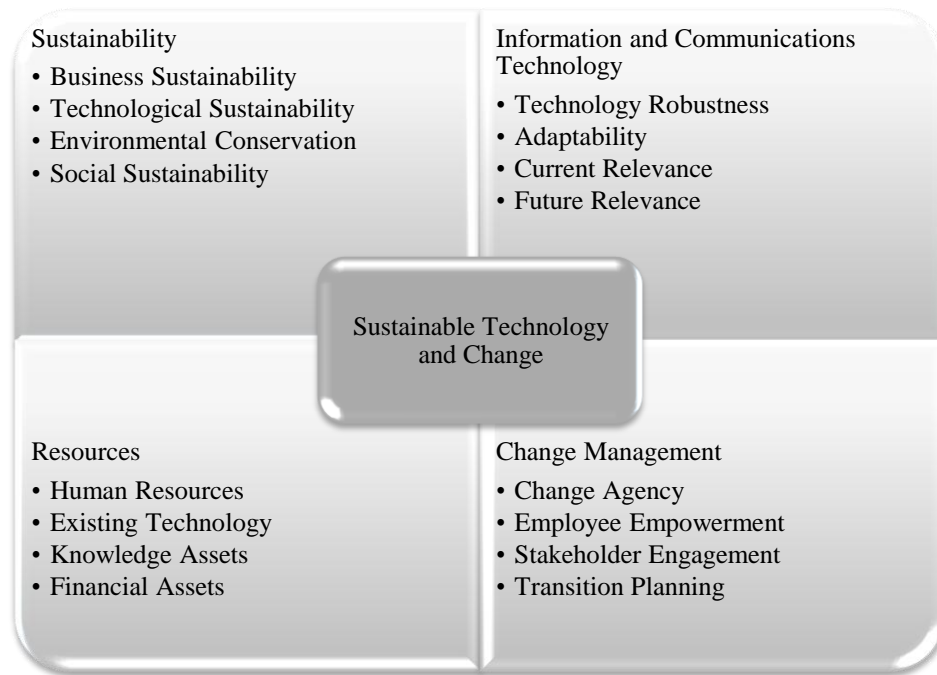 Sustainability
• Business Sustainability
• Technological Sustainability
• Environmental Conservation
• Social Sustainability
Information and Communications
Technology
• Technology Robustness
• Adaptability
• Current Relevance
• Future Relevance
Sustainable Technology
and Change
Resources
• Human Resources
• Existing Technology
• Knowledge Assets
• Financial Assets
Change Management
• Change Agency
• Employee Empowerment
• Stakeholder Engagement
• Transition Planning